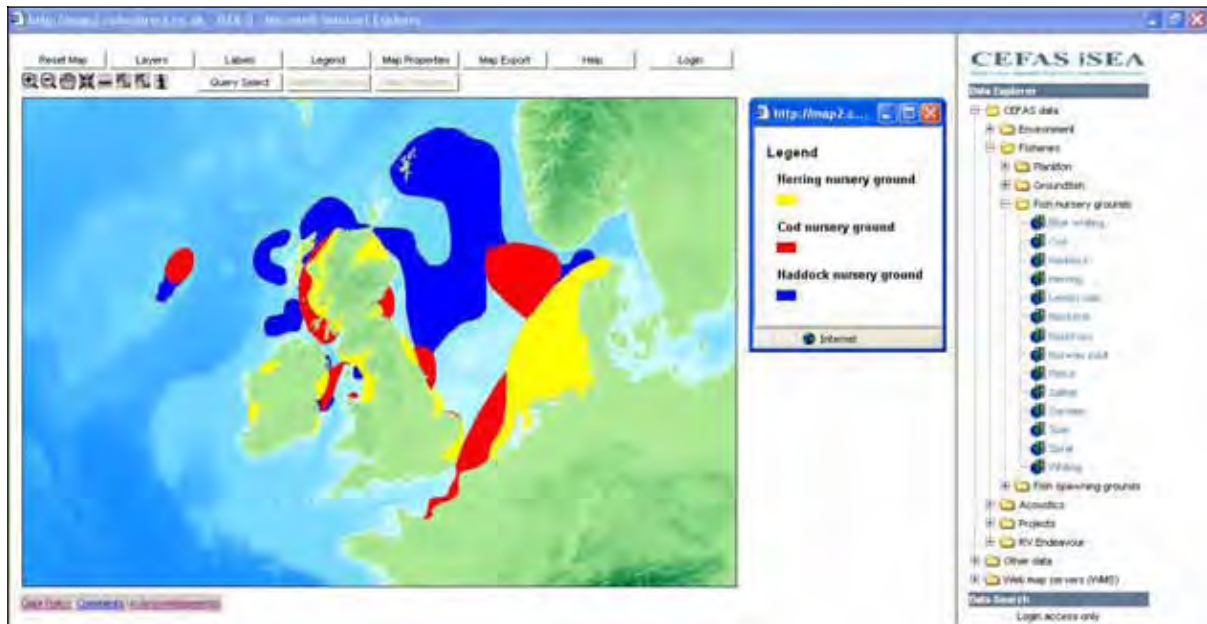 Reset Map Layers Labels Legend Map Properties Map Export Help Login
Query Select
CEFAS iSEA
Data Explorer
CEFAS data
Environment
Fisheries
Plankton
Groundfish
Fish nursery grounds
Blue whiting
Cod
Haddock
Herring
Lemon sole
Mackerel
Norway pout
Plaice
Saithe
Sole
Sprat
Whiting
Fish spawning grounds
Acoustics
Projects
RV Endeavour
Other data
Web map servers (WMS)
Data Search
Login access only
http://map2.c...
Legend
Herring nursery ground
Cod nursery ground
Haddock nursery ground
Internet
Data Policy Comments Acknowledgements